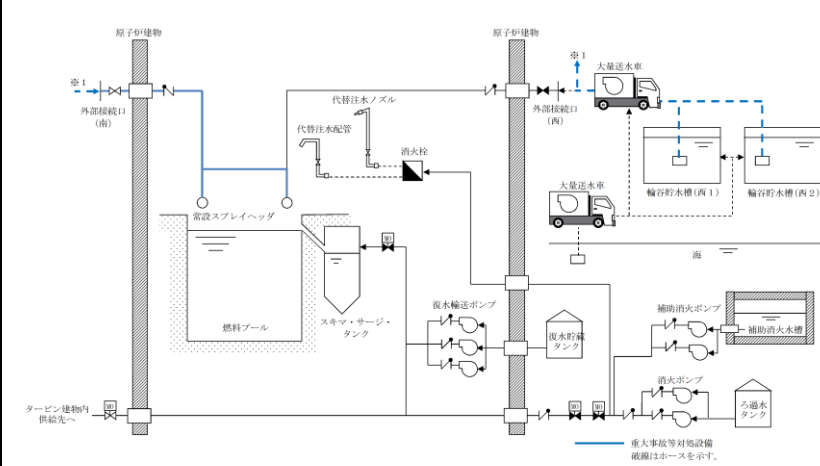 原子炉建物
原子炉建物
※1
※1
大量送水車
外部接続口
(南)
代替注水ノズル
代替注水配管
消火栓
外部接続口
(西)
輪谷貯水槽(西1)
輪谷貯水槽(西2)
大量送水車
海
常設スプレイヘッダ
燃料プール
スキマ・サージ・
タンク
MO
復水輸送ポンプ
復水貯蔵
タンク
補助消火ポンプ
補助消火水槽
消火ポンプ
ろ過水
タンク
タービン建物内
供給先へ
MO
MO
MO
重大事故等対処設備
破線はホースを示す。